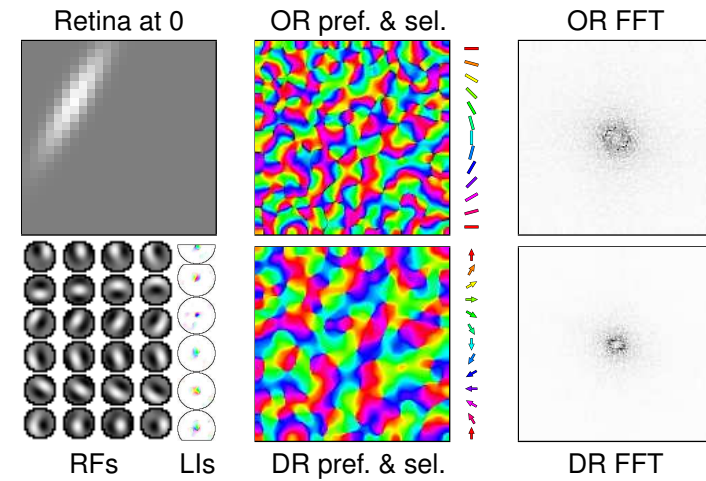 Retina at 0
OR pref. & sel.
OR FFT
RFs
LIs
DR pref. & sel.
DR FFT